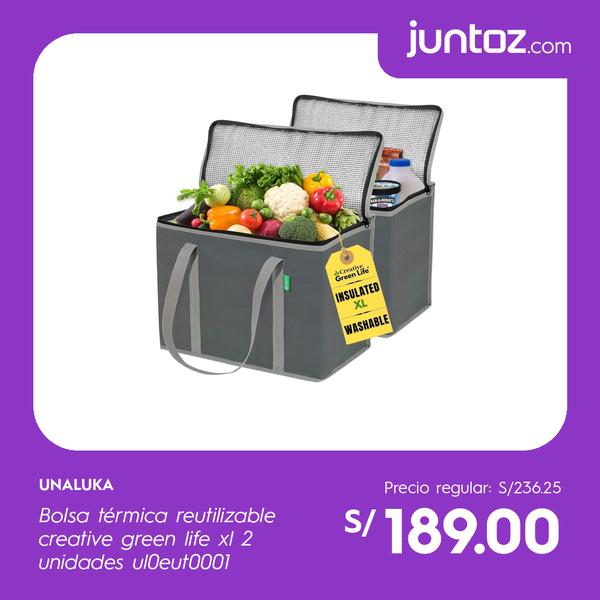 juntoz.com
Creative
Green Life
INSULATED
XL
WASHABLE
UNALUKA
Bolsa térmica reutilizable
creative green life xl 2
unidades ul0eut0001
Precio regular: S/236.25
S/189.00